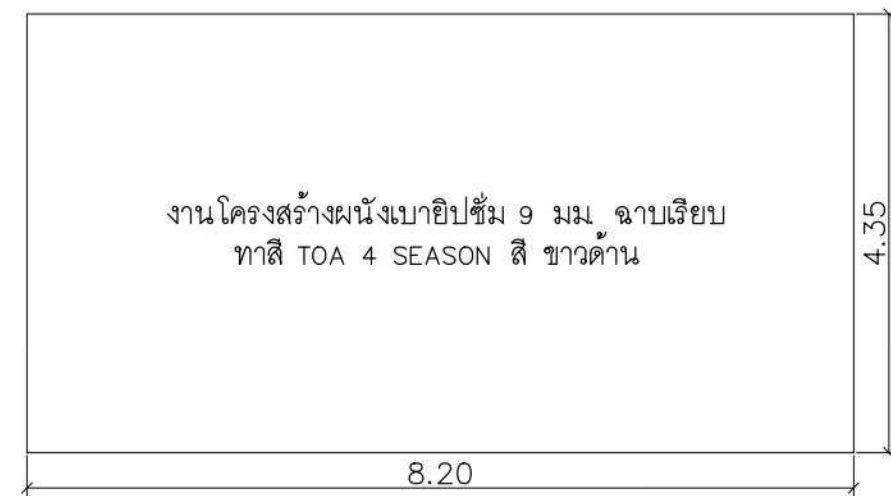 งานโครงสร้างผนังเบายิปซั่ม 9 มม. ฉาบเรียบ
ทาสี TOA 4 SEASON สี ขาวด้าน
4.35
8.20